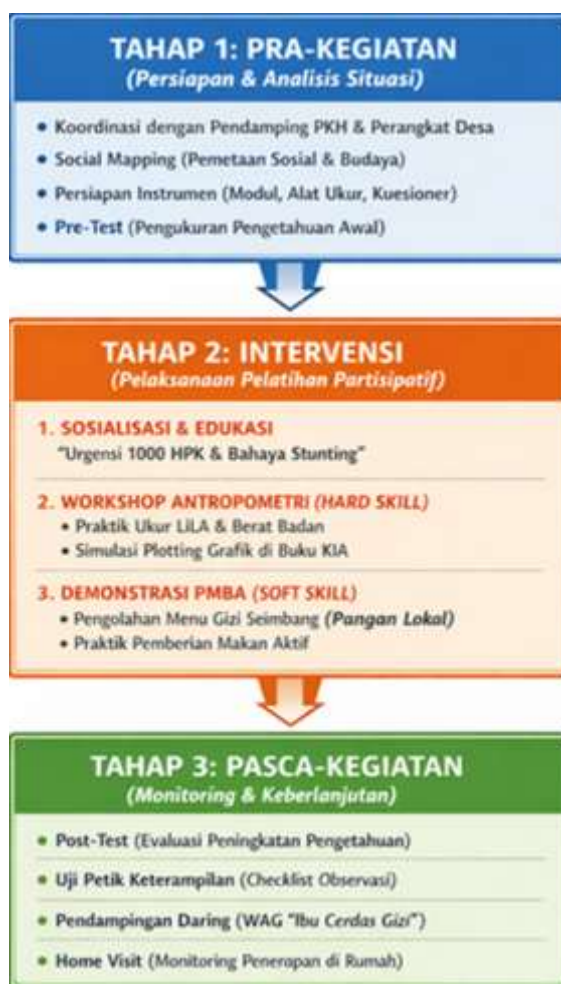 TAHAP 1: PRA-KEGIATAN
(Persiapan & Analisis Situasi)
• Koordinasi dengan Pendamping PKH & Perangkat Desa
• Social Mapping (Pemetaan Sosial & Budaya)
• Persiapan Instrumen (Modul, Alat Ukur, Kuesioner)
• Pre-Test (Pengukuran Pengetahuan Awal)
TAHAP 2: INTERVENSI
(Pelaksanaan Pelatihan Partisipatif)
1. SOSIALISASI & EDUKASI
"Urgensi 1000 HPK & Bahaya Stunting"
2. WORKSHOP ANTROPOMETRI (HARD SKILL)
• Praktik Ukur LiLA & Berat Badan
• Simulasi Plotting Grafik di Buku KIA
3. DEMONSTRASI PMBA (SOFT SKILL)
• Pengolahan Menu Gizi Seimbang (Pangan Lokal)
• Praktik Pemberian Makan Aktif
TAHAP 3: PASCA-KEGIATAN
(Monitoring & Keberlanjutan)
• Post-Test (Evaluasi Peningkatan Pengetahuan)
• Uji Petik Keterampilan (Checklist Observasi)
• Pendampingan Daring (WAG "Ibu Cerdas Gizi")
• Home Visit (Monitoring Penerapan di Rumah)